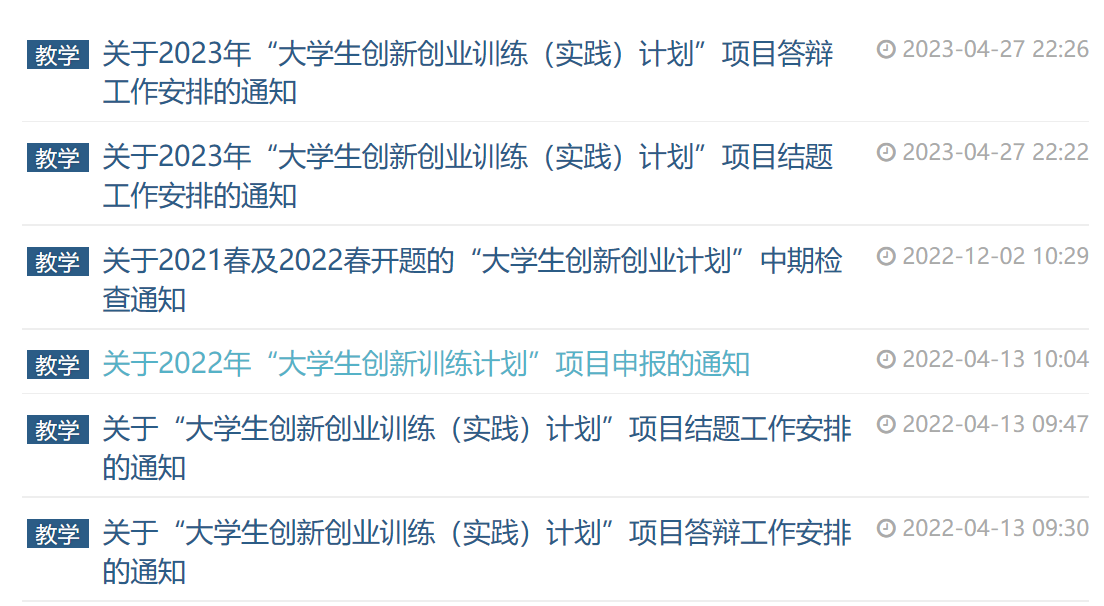 教学 关于2023年“大学生创新创业训练（实践）计划”项目答辩 2023-04-27 22:26
工作安排的通知
教学 关于2023年“大学生创新创业训练（实践）计划”项目结题 2023-04-27 22:22
工作安排的通知
教学 关于2021春及2022春开题的“大学生创新创业计划”中期检 2022-12-02 10:29
查通知
教学 关于2022年“大学生创新训练计划”项目申报的通知 2022-04-13 10:04
教学 关于“大学生创新创业训练（实践）计划”项目结题工作安排 2022-04-13 09:47
的通知
教学 关于“大学生创新创业训练（实践）计划”项目答辩工作安排 2022-04-13 09:30
的通知